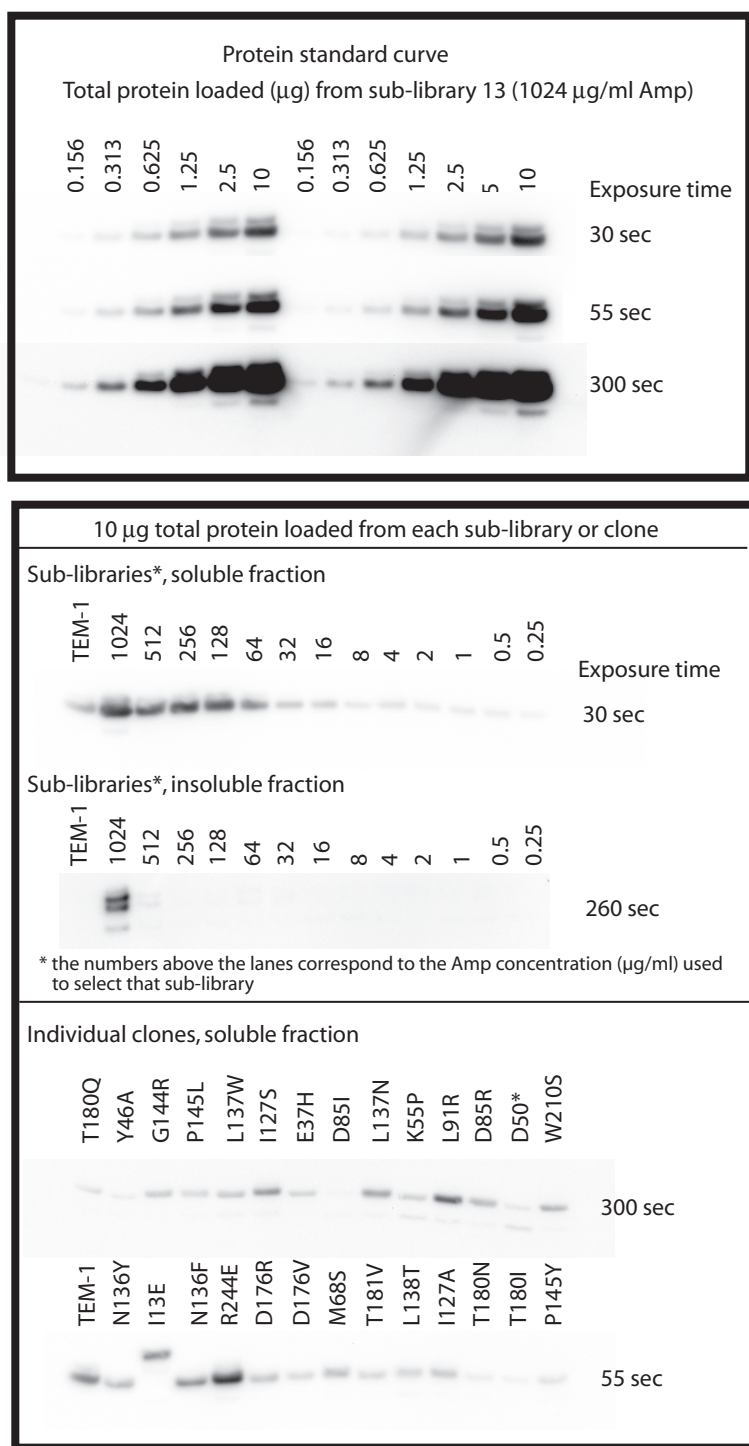 Protein standard curve
Total protein loaded (μg) from sub-library 13 (1024 μg/ml Amp)
0.156 0.313 0.625 1.25 2.5 10 0.156 0.313 0.625 1.25 2.5 5 10
Exposure time
30 sec
55 sec
300 sec
10 μg total protein loaded from each sub-library or clone
Sub-libraries*, soluble fraction
TEM-1 1024 512 256 128 64 32 16 8 4 2 1 0.5 0.25
Exposure time
30 sec
Sub-libraries*, insoluble fraction
TEM-1 1024 512 256 128 64 32 16 8 4 2 1 0.5 0.25
260 sec
* the numbers above the lanes correspond to the Amp concentration (μg/ml) used
to select that sub-library
Individual clones, soluble fraction
T180Q Y46A G144R P145L L137W I127S E37H D85I L137N K55P L91R D85R D50* W210S
300 sec
TEM-1 N136Y I13E N136F R244E D176R D176V M68S T181V L138T I127A T180N T180I P145Y
55 sec